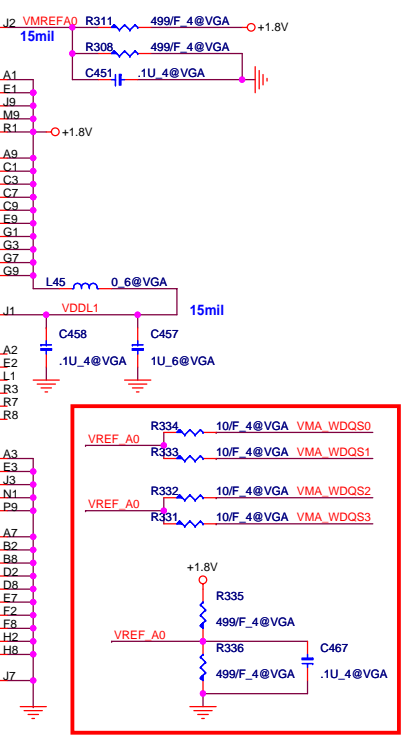 J2 VMREFA0 R311 499/F_4@VGA +1.8V
15mil
R308 499/F_4@VGA
C451 .1U_4@VGA
A1
E1
J9
M9
R1 +1.8V
A9
C1
C3
C7
C9
E9
G1
G3
G7
G9
L45 0_6@VGA
J1 VDDL1 15mil
C458 C457
.1U_4@VGA 1U_6@VGA
A2
E2
L1
R3
R7
R8
R334 10/F_4@VGA VMA_WDQS0
VREF_A0
R333 10/F_4@VGA VMA_WDQS1
A3
E3
J3
N1
P9
R332 10/F_4@VGA VMA_WDQS2
VREF_A0
R331 10/F_4@VGA VMA_WDQS3
A7
B2
B8
D2
D8
E7
F2
F8
H2
H8
J7
+1.8V
R335
499/F_4@VGA
VREF_A0
R336 C467
499/F_4@VGA .1U_4@VGA